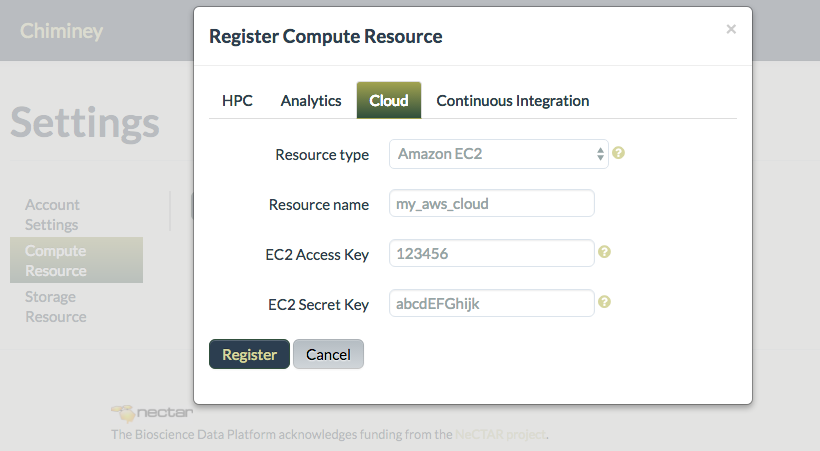 Chiminey
Register Compute Resource
×
HPC Analytics Cloud Continuous Integration
Resource type Amazon EC2 ?
Resource name my_aws_cloud
EC2 Access Key 123456 ?
EC2 Secret Key abcdEFGhijk ?
Register Cancel
Settings
Account
Settings
Compute
Resource
Storage
Resource
nectar
The Bioscience Data Platform acknowledges funding from the NeCTAR project.